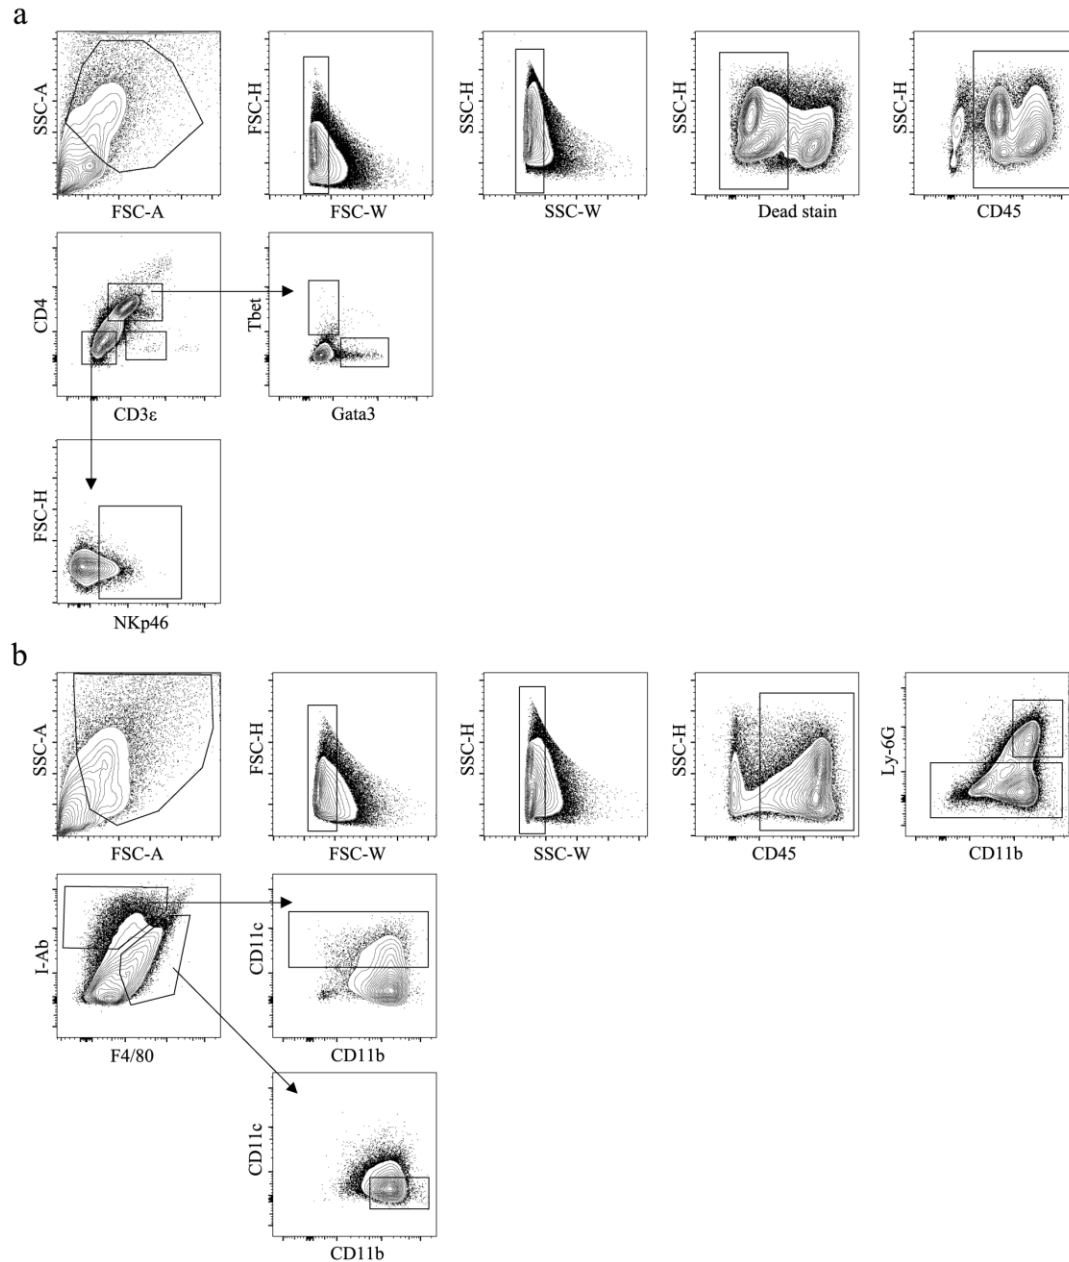 a
SSC-A
FSC-A
FSC-H
FSC-W
SSC-H
SSC-W
SSC-H
Dead stain
SSC-H
CD45
CD4
CD3ε
Tbet
Gata3
FSC-H
NKp46
b
SSC-A
FSC-A
FSC-H
FSC-W
SSC-H
SSC-W
SSC-H
CD45
Ly-6G
CD11b
I-Ab
F4/80
CD11c
CD11b
CD11c
CD11b